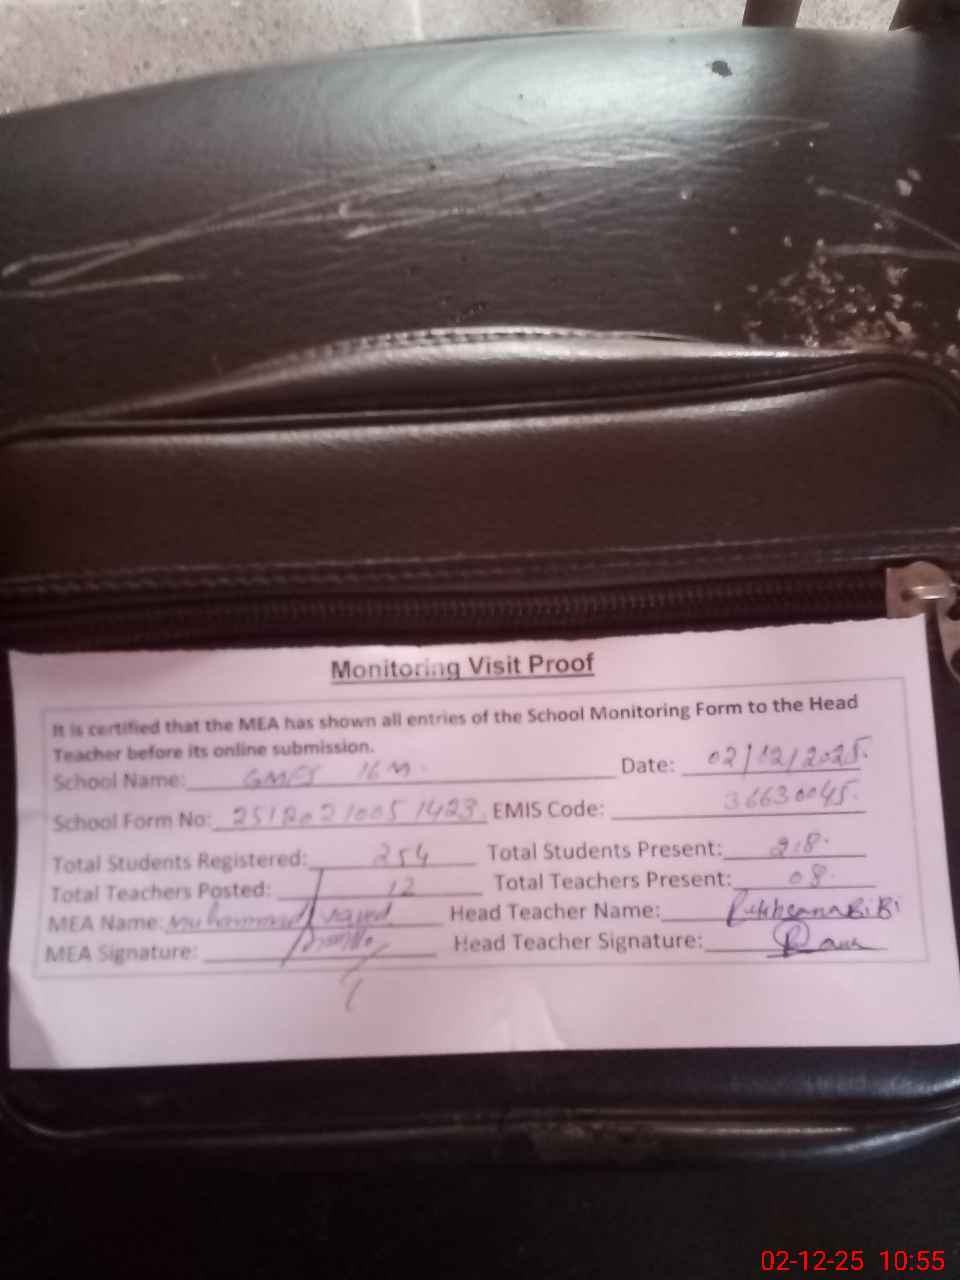 Monitoring Visit Proof
It is certified that the MEA has shown all entries of the School Monitoring Form to the Head
Teacher before its online submission.
School Name: GMES 16 M. Date: 02/12/2025.
School Form No: EMIS Code: 36630045.
Total Students Registered: 254 Total Students Present: 218.
Total Teachers Posted: 12 Total Teachers Present: 08.
MEA Name: Muhammad Head Teacher Name: BiBi
MEA Signature: Head Teacher Signature:
02-12-25 10:55